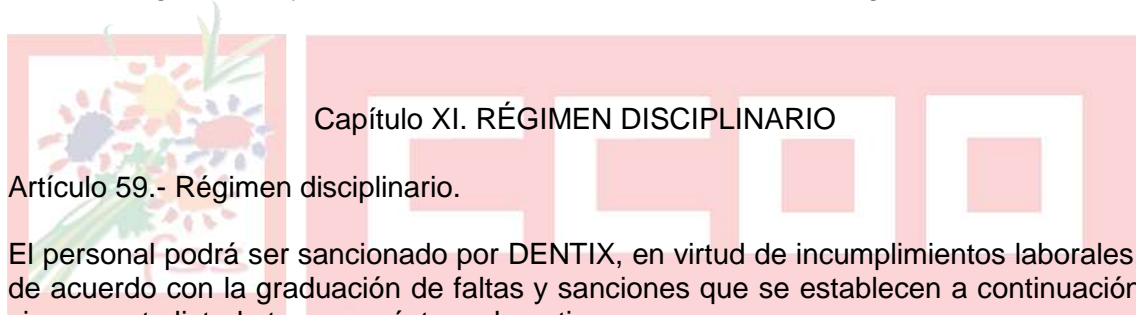 Capítulo XI. RÉGIMEN DISCIPLINARIO
Artículo 59.- Régimen disciplinario.
El personal podrá ser sancionado por DENTIX, en virtud de incumplimientos laborales
de acuerdo con la graduación de faltas y sanciones que se establecen a continuación